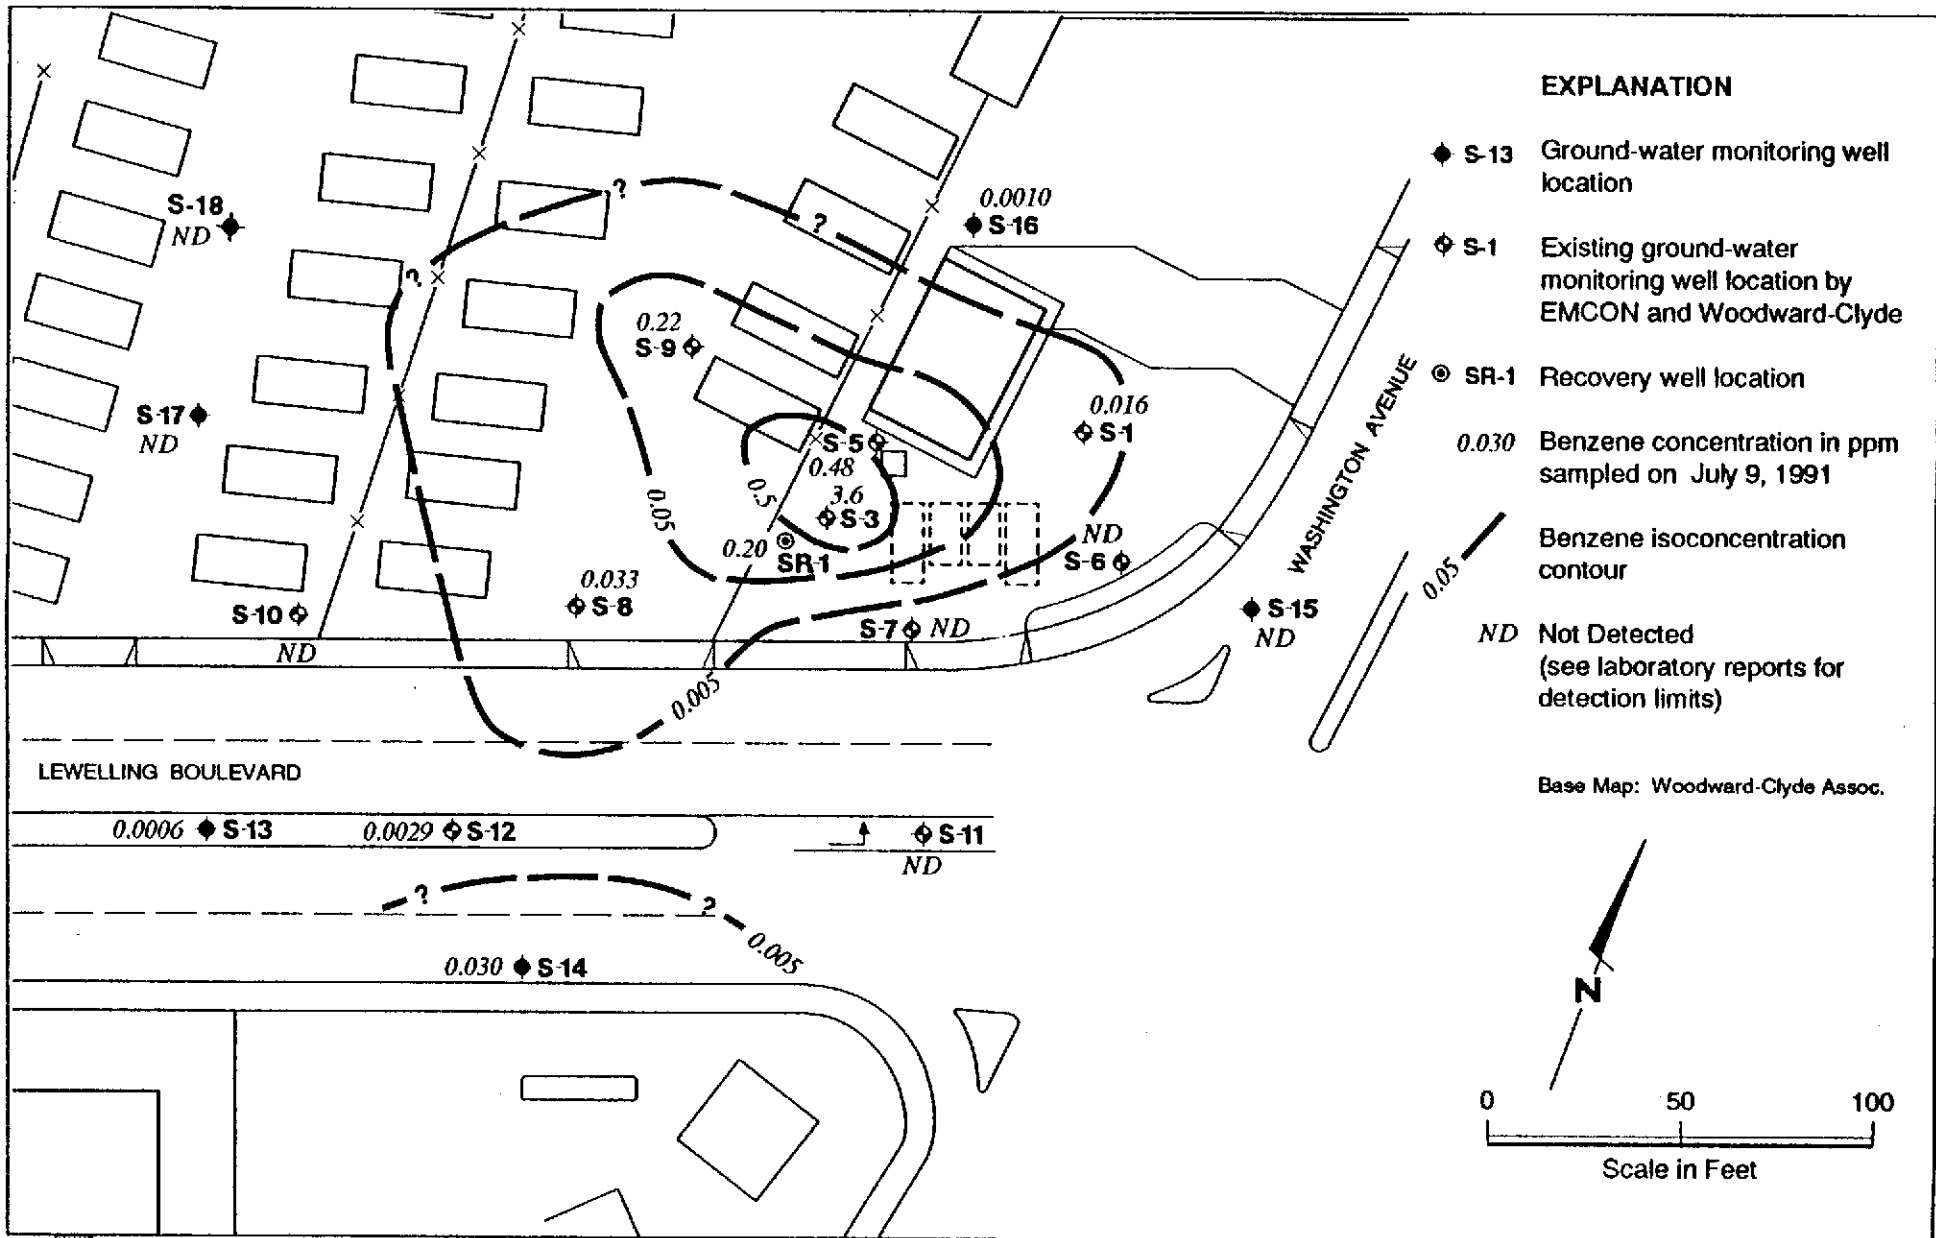 EXPLANATION
S-13 Ground-water monitoring well
location
S-1 Existing ground-water
monitoring well location by
EMCON and Woodward-Clyde
SR-1 Recovery well location
0.030 Benzene concentration in ppm
sampled on July 9, 1991
0.05 Benzene isoconcentration
contour
ND Not Detected
(see laboratory reports for
detection limits)
Base Map: Woodward-Clyde Assoc.
N
0 50 100
Scale in Feet
WASHINGTON AVENUE
LEWELLING BOULEVARD
?
?
?
S-18
ND
0.0010
S-16
0.22
S-9
S-17
ND
0.016
S-1
S-5
0.48
3.6
S-3
0.5
0.05
0.20
SR-1
ND
S-6
0.033
S-8
S-10
ND
S-7 ND
S-15
ND
0.005
0.0006 S-13
0.0029 S-12
S-11
ND
?
?
0.005
0.030 S-14